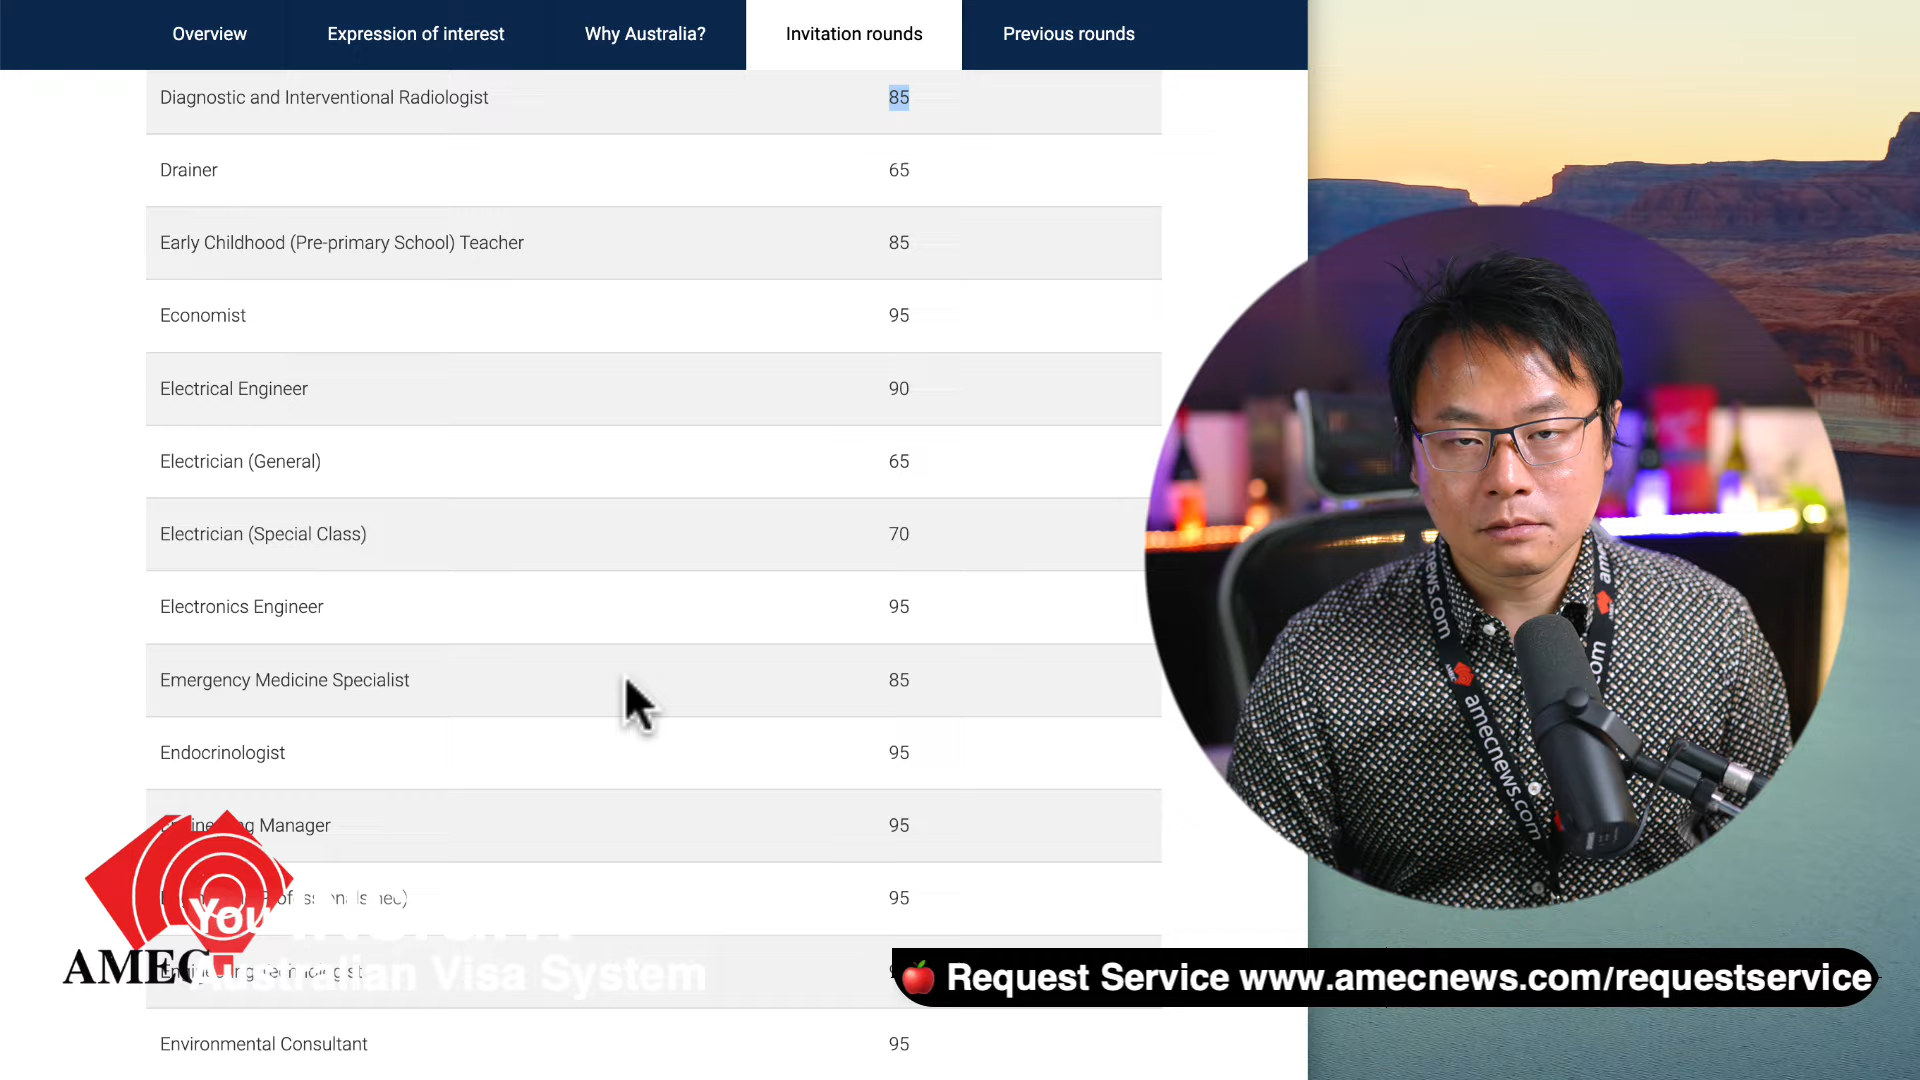 Overview
Expression of interest
Why Australia?
Invitation rounds
Previous rounds
Diagnostic and Interventional Radiologist 85
Drainer 65
Early Childhood (Pre-primary School) Teacher 85
Economist 95
Electrical Engineer 90
Electrician (General) 65
Electrician (Special Class) 70
Electronics Engineer 95
Emergency Medicine Specialist 85
Endocrinologist 95
Manager 95
95
You
AMEC
Australian Visa System
Environmental Consultant 95
🍎 Request Service www.amecnews.com/requestservice
amecnews.com